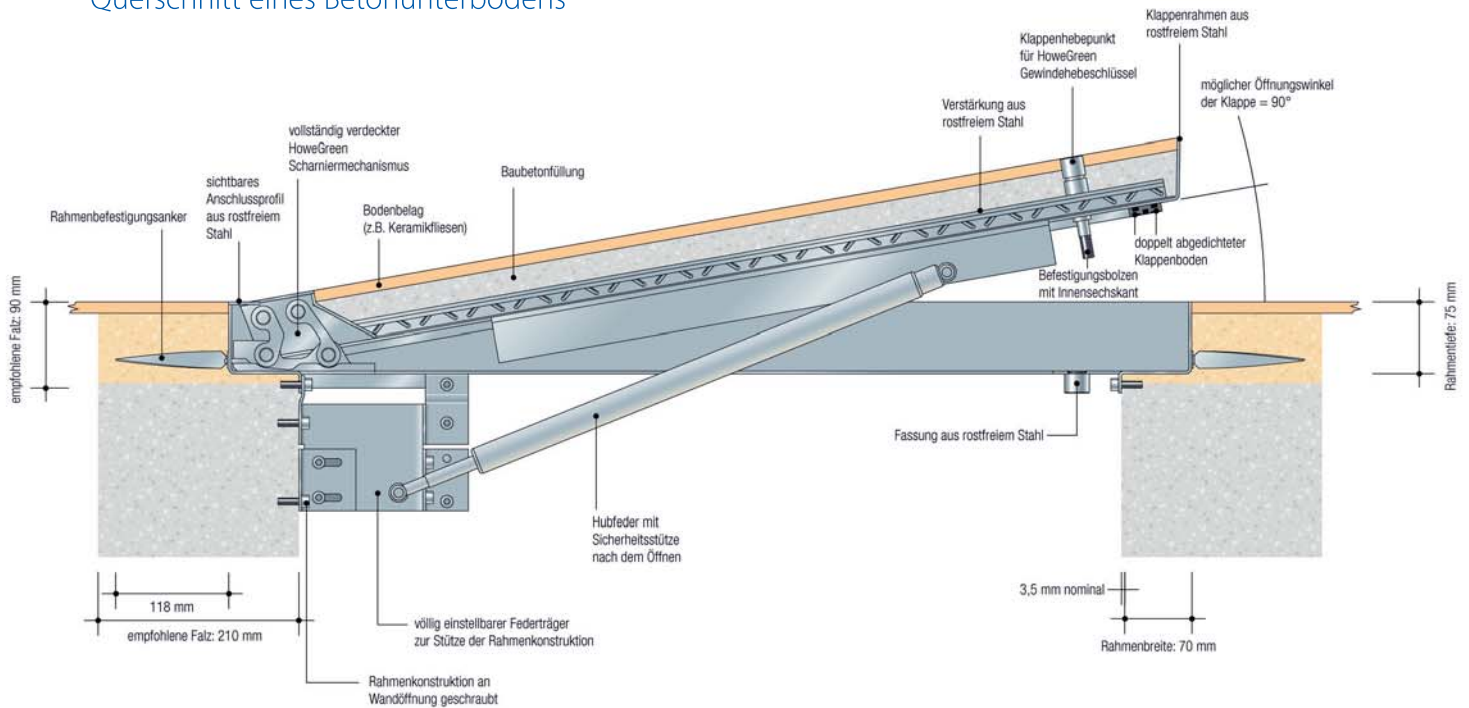 Querschnitt eines Betonunterbodens
Klappenrahmen aus
rostfreiem Stahl
Klappenhebepunkt
für HoweGreen
Gewindehebeschlüssel
möglicher Öffnungswinkel
der Klappe = 90°
Verstärkung aus
rostfreiem Stahl
vollständig verdeckter
HoweGreen
Scharniermechanismus
Baubetonfüllung
sichtbares
Anschlussprofil
aus rostfreiem
Stahl
Rahmenbefestigungsanker
Bodenbelag
(z.B. Keramikfliesen)
doppelt abgedichteter
Klappenboden
Befestigungsbolzen
mit Innensechskant
empfohlene Falz: 90 mm
Rahmentiefe: 75 mm
Fassung aus rostfreiem Stahl
Hubfeder mit
Sicherheitsstütze
nach dem Öffnen
118 mm
empfohlene Falz: 210 mm
3,5 mm nominal
Rahmenbreite: 70 mm
völlig einstellbarer Federträger
zur Stütze der Rahmenkonstruktion
Rahmenkonstruktion an
Wandöffnung geschraubt